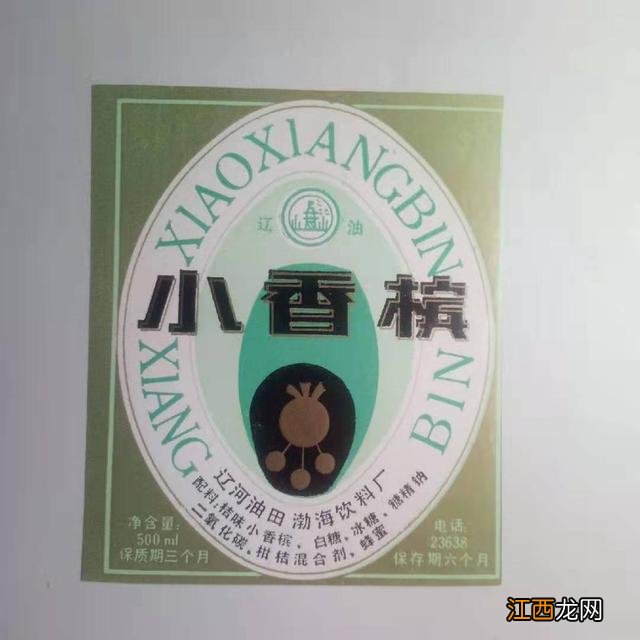 XIAOXIANGBIN
辽 油
小香槟
XIANG BIN
辽河油田 渤海饮料厂
配料:桔味小香槟、白糖、冰糖、糖精钠
二氧化碳、柑桔混合剂、蜂蜜
净含量:
500ml
保质期三个月
电话:
23638
保存期六个月
江西龙网